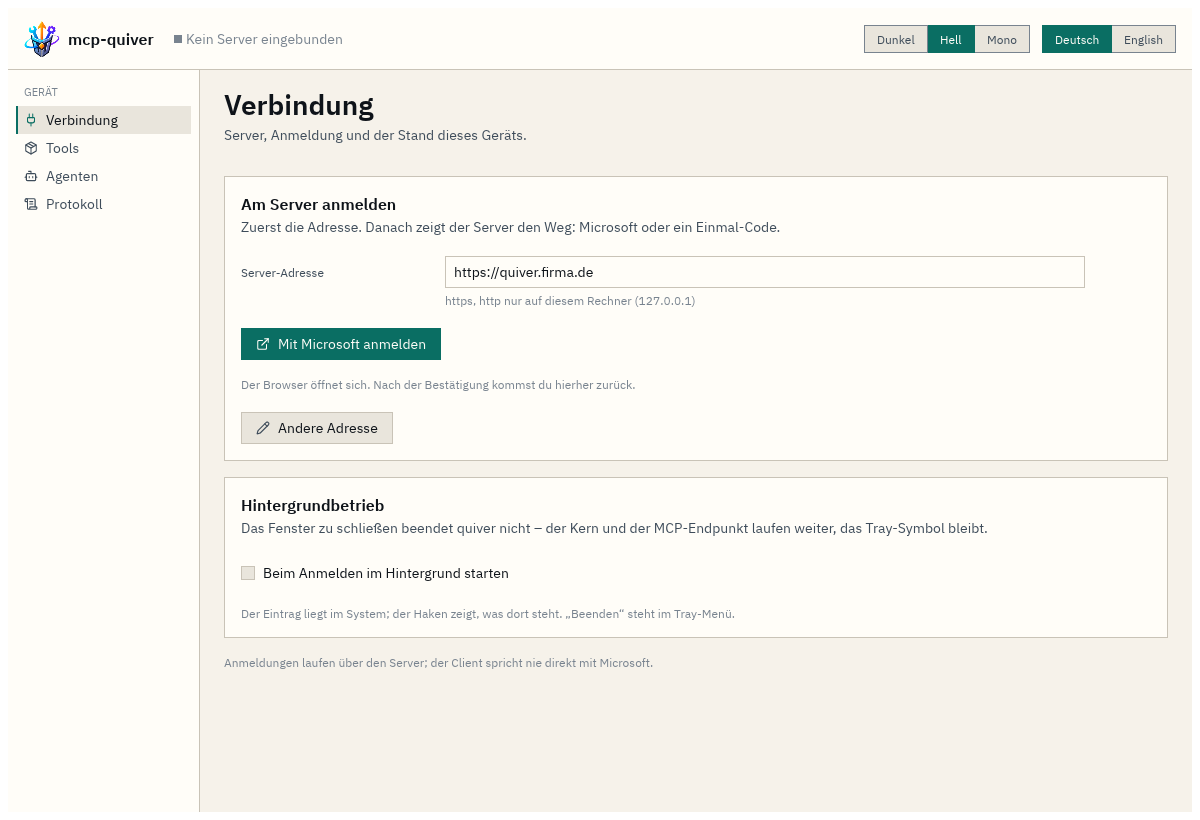 mcp-quiver
Kein Server eingebunden
Dunkel
Hell
Mono
Deutsch
English
GERÄT
Verbindung
Tools
Agenten
Protokoll
Verbindung
Server, Anmeldung und der Stand dieses Geräts.
Am Server anmelden
Zuerst die Adresse. Danach zeigt der Server den Weg: Microsoft oder ein Einmal-Code.
Server-Adresse
https://quiver.firma.de
https, http nur auf diesem Rechner (127.0.0.1)
Mit Microsoft anmelden
Der Browser öffnet sich. Nach der Bestätigung kommst du hierher zurück.
Andere Adresse
Hintergrundbetrieb
Das Fenster zu schließen beendet quiver nicht – der Kern und der MCP-Endpunkt laufen weiter, das Tray-Symbol bleibt.
Beim Anmelden im Hintergrund starten
Der Eintrag liegt im System; der Haken zeigt, was dort steht. „Beenden“ steht im Tray-Menü.
Anmeldungen laufen über den Server; der Client spricht nie direkt mit Microsoft.